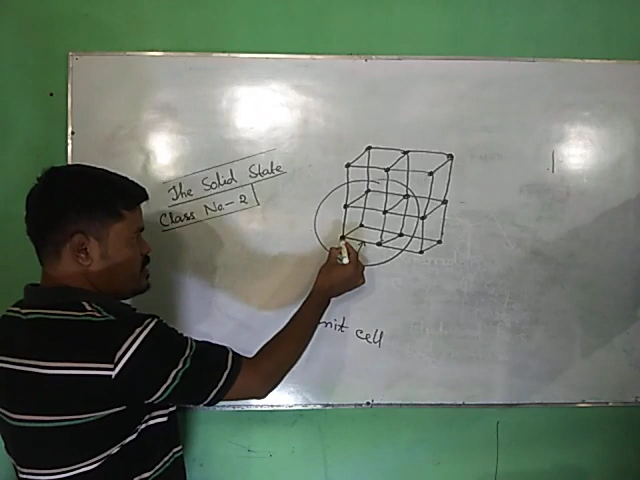 The Solid State
Class No.- 2
nit cell